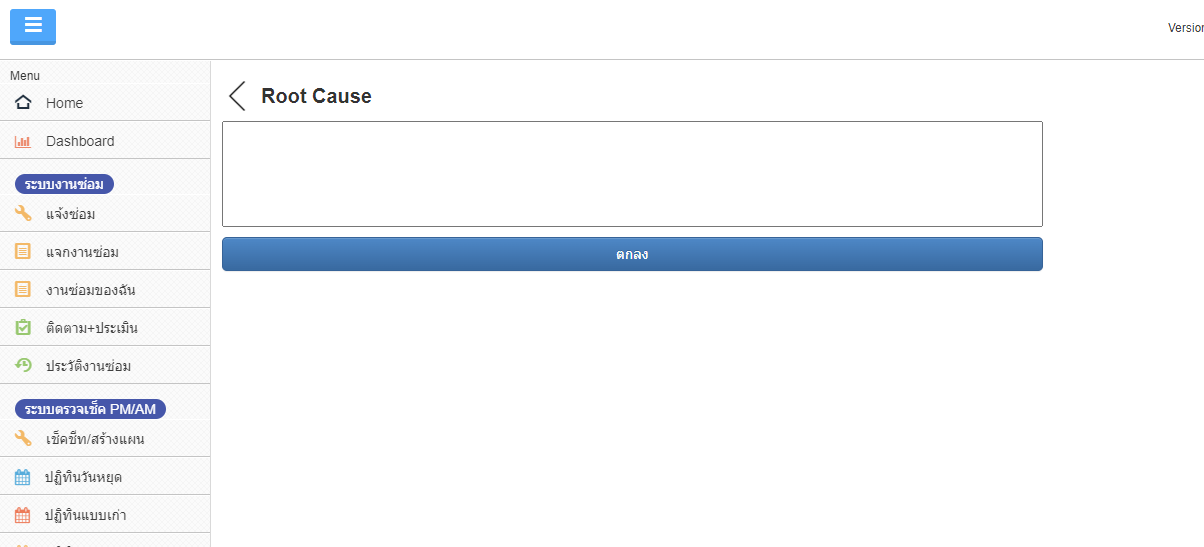 Version
Menu
Home
Dashboard
ระบบงานซ่อม
แจ้งซ่อม
แจกงานซ่อม
งานซ่อมของฉัน
ติดตาม+ประเมิน
ประวัติงานซ่อม
ระบบตรวจเช็ค PM/AM
เช็คชีท/สร้างแผน
ปฏิทินวันหยุด
ปฏิทินแบบเก่า
Root Cause
ตกลง